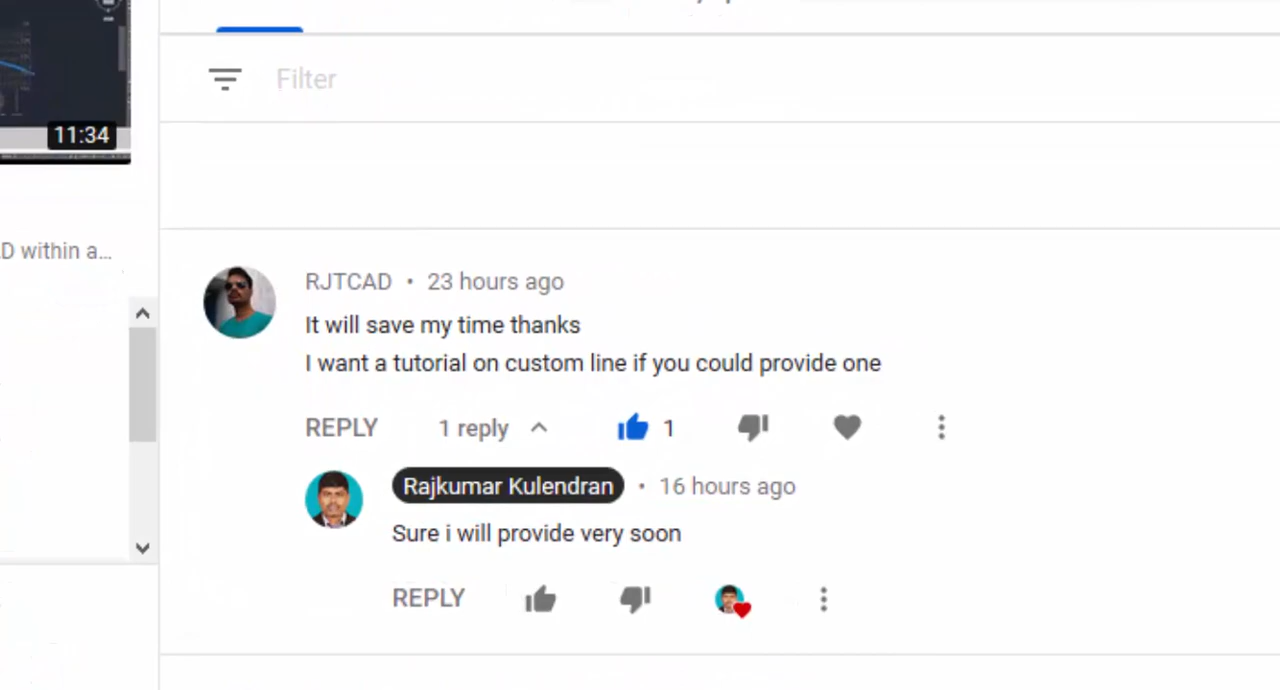 Filter
11:34
D within a...
RJTCAD • 23 hours ago
It will save my time thanks
I want a tutorial on custom line if you could provide one
REPLY 1 reply 1
Rajkumar Kulendran • 16 hours ago
Sure i will provide very soon
REPLY